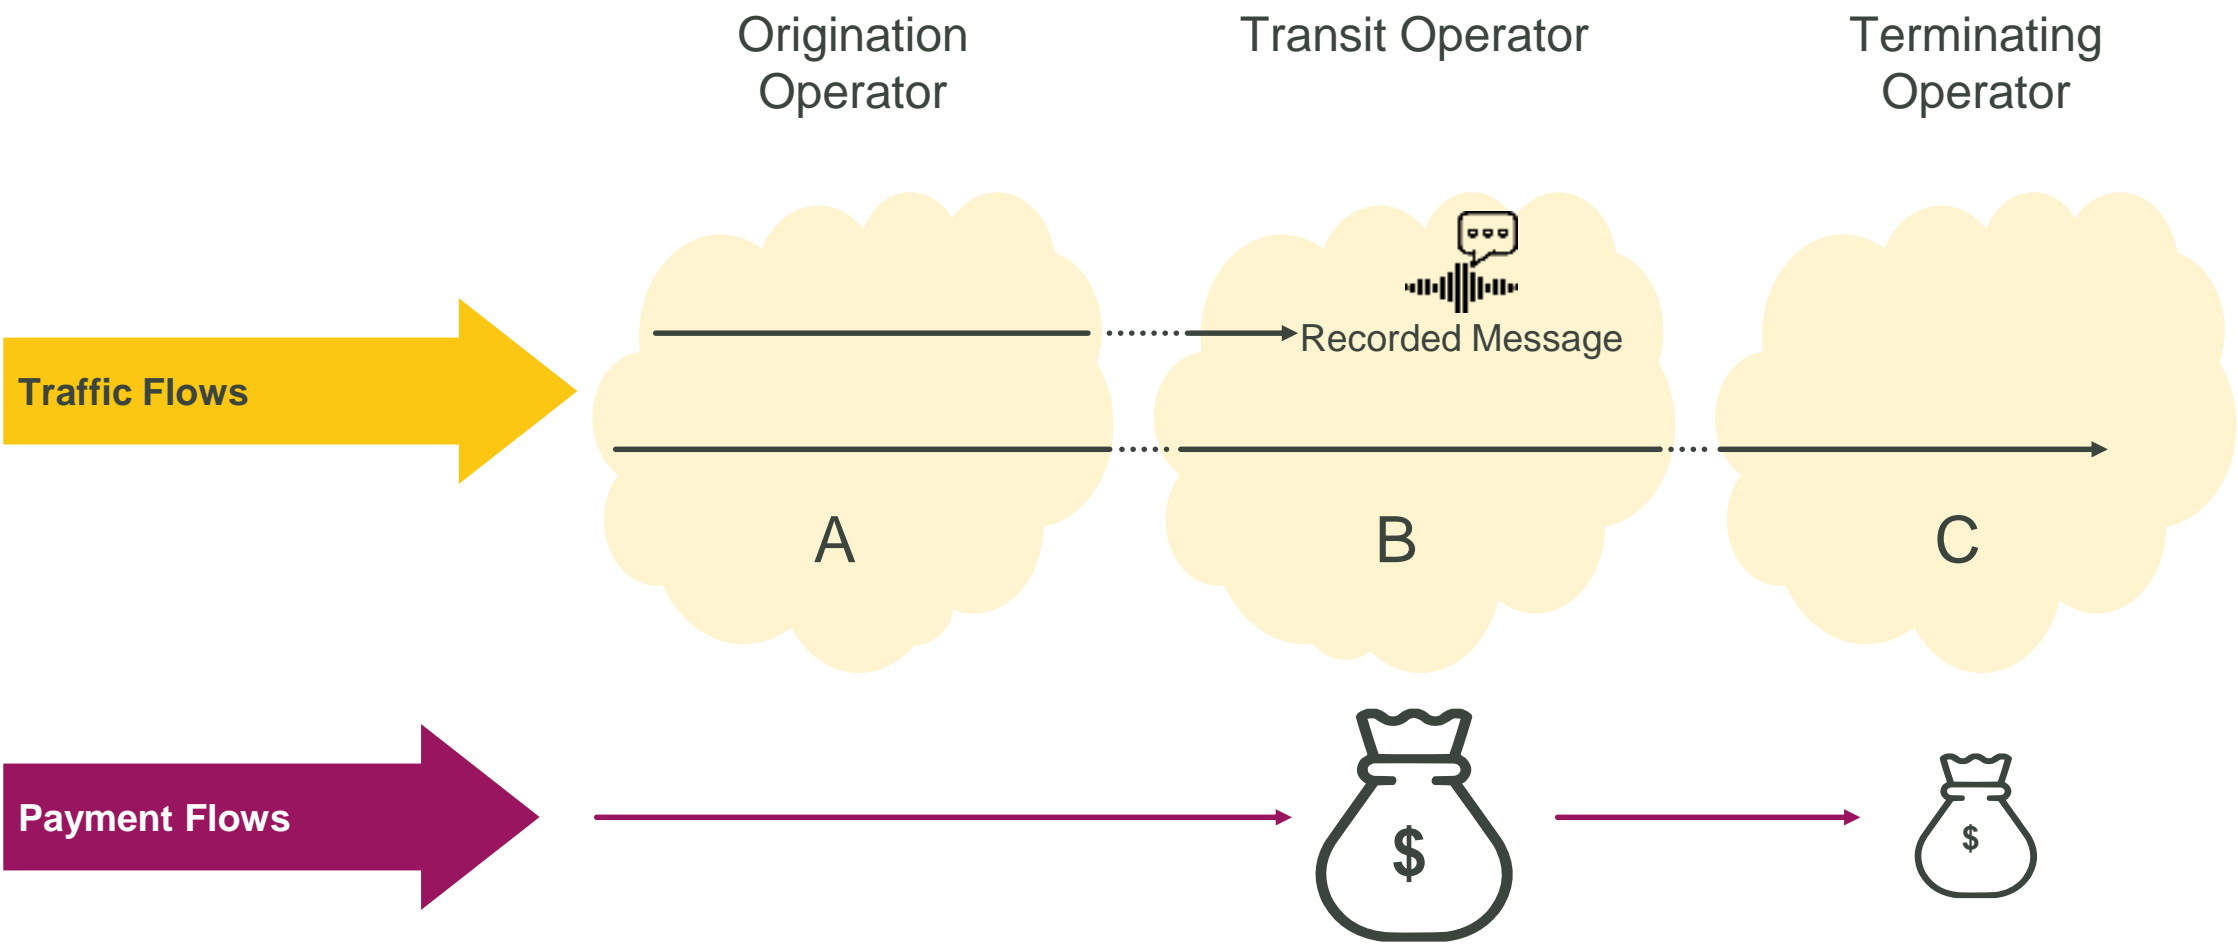 Origination
Operator
Transit Operator
Terminating
Operator
Recorded Message
Traffic Flows
A
B
C
Payment Flows
$
$